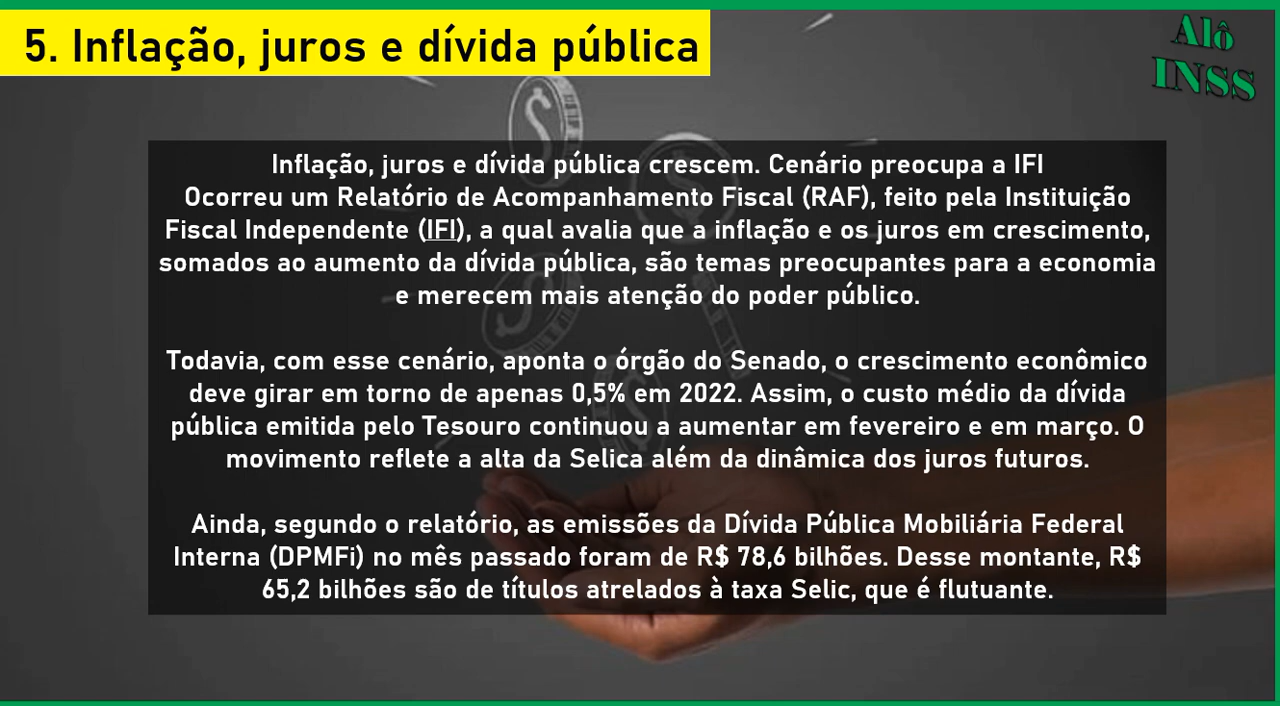 5. Inflação, juros e dívida pública
Alô
INSS
Inflação, juros e dívida pública crescem. Cenário preocupa a IFI
Ocorreu um Relatório de Acompanhamento Fiscal (RAF), feito pela Instituição
Fiscal Independente (IFI), a qual avalia que a inflação e os juros em crescimento,
somados ao aumento da dívida pública, são temas preocupantes para a economia
e merecem mais atenção do poder público.
Todavia, com esse cenário, aponta o órgão do Senado, o crescimento econômico
deve girar em torno de apenas 0,5% em 2022. Assim, o custo médio da dívida
pública emitida pelo Tesouro continuou a aumentar em fevereiro e em março. O
movimento reflete a alta da Selica além da dinâmica dos juros futuros.
Ainda, segundo o relatório, as emissões da Dívida Pública Mobiliária Federal
Interna (DPMFi) no mês passado foram de R$ 78,6 bilhões. Desse montante, R$
65,2 bilhões são de títulos atrelados à taxa Selic, que é flutuante.